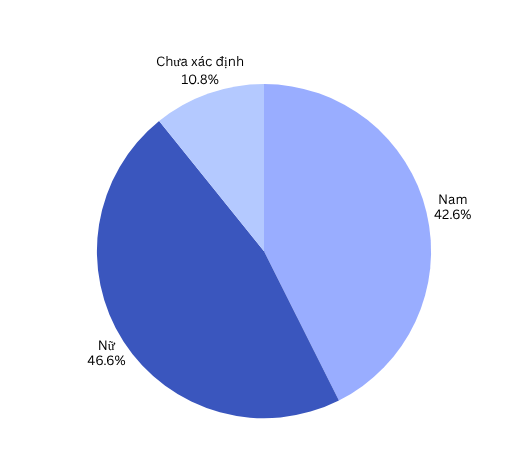 Chưa xác định
10.8%
Nam
42.6%
Nữ
46.6%